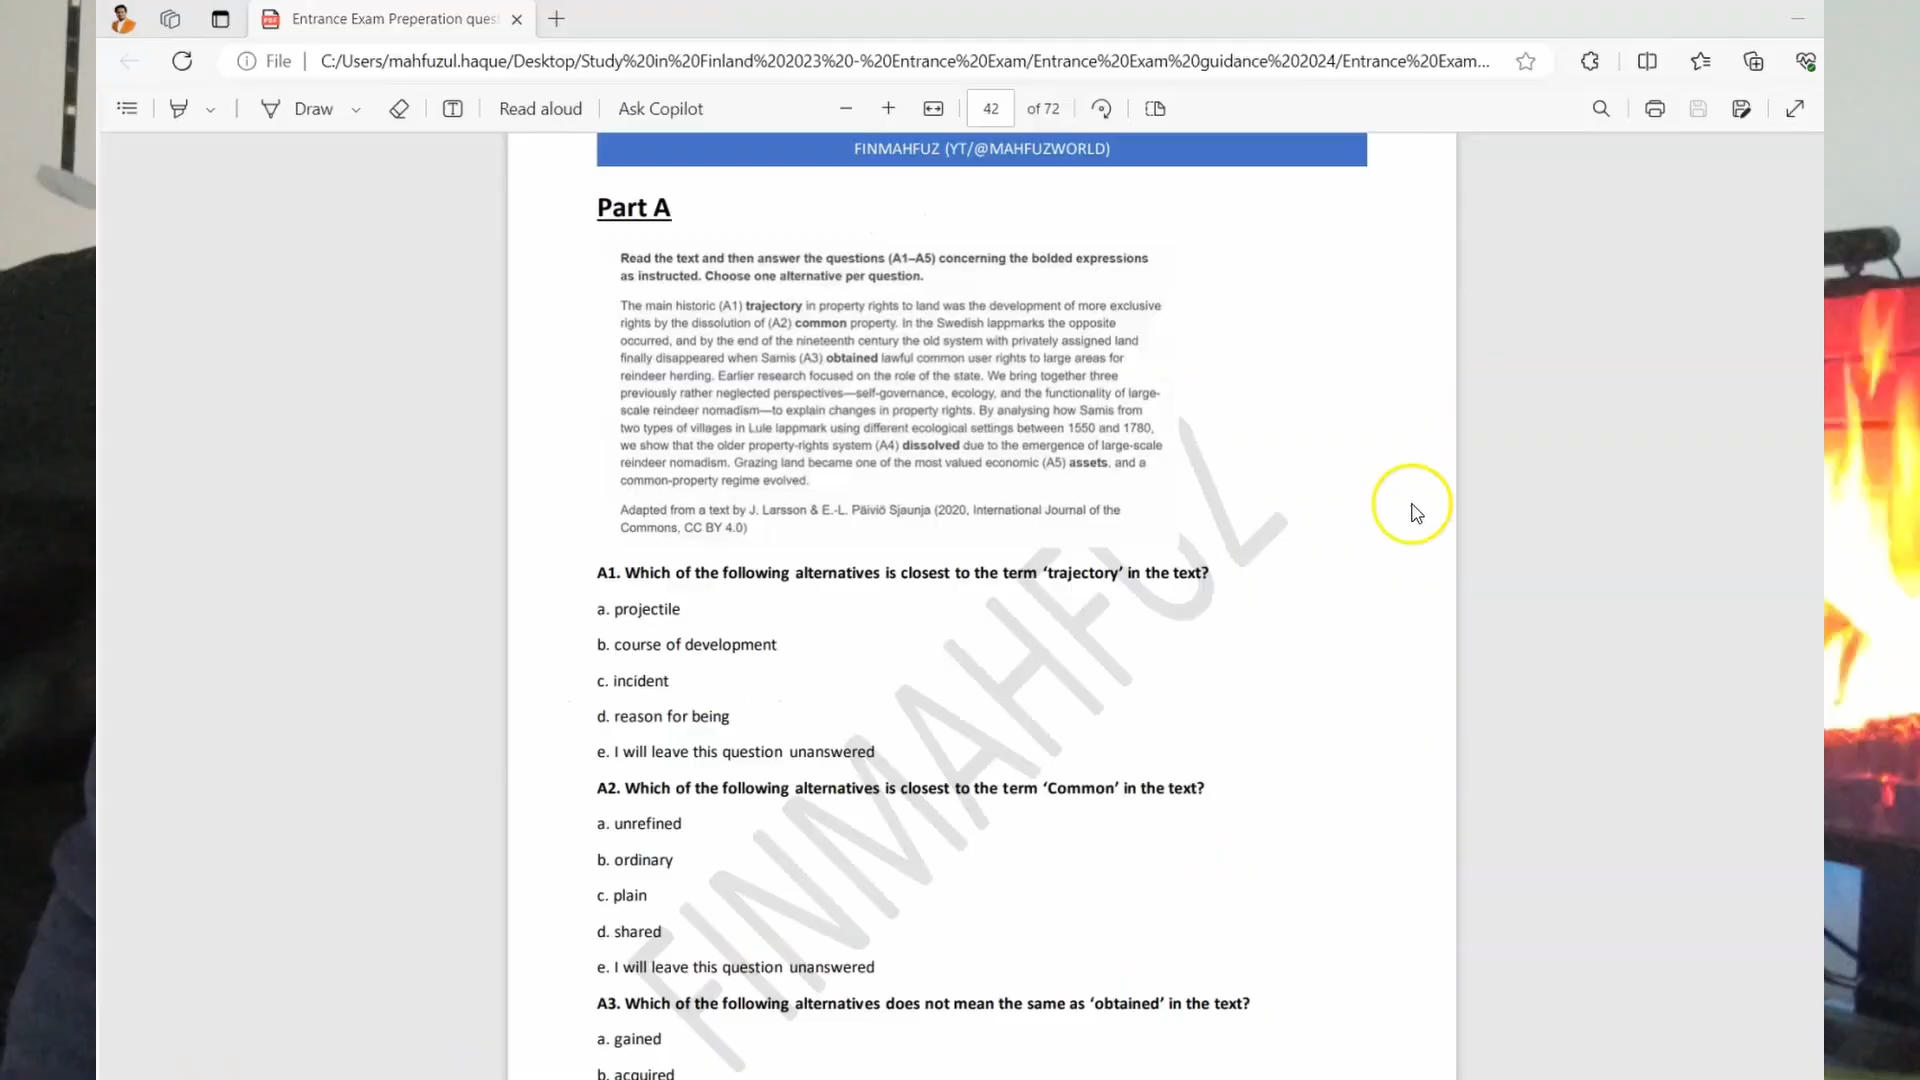 Entrance Exam Preperation ques
File
C:/Users/mahfuzul.haque/Desktop/Study%20in%20Finland%202023%20-%20Entrance%20Exam/Entrance%20Exam%20guidance%202024/Entrance%20Exam...
Draw
Read aloud
Ask Copilot
42 of 72
FINMAHFUZ (YT/@MAHFUZWORLD)
Part A
Read the text and then answer the questions (A1–A5) concerning the bolded expressions
as instructed. Choose one alternative per question.
The main historic (A1) trajectory in property rights to land was the development of more exclusive
rights by the dissolution of (A2) common property. In the Swedish lappmarks the opposite
occurred, and by the end of the nineteenth century the old system with privately assigned land
finally disappeared when Samis (A3) obtained lawful common user rights to large areas for
reindeer herding. Earlier research focused on the role of the state. We bring together three
previously rather neglected perspectives—self-governance, ecology, and the functionality of large-
scale reindeer nomadism—to explain changes in property rights. By analysing how Samis from
two types of villages in Lule lappmark using different ecological settings between 1550 and 1780,
we show that the older property-rights system (A4) dissolved due to the emergence of large-scale
reindeer nomadism. Grazing land became one of the most valued economic (A5) assets, and a
common-property regime evolved.
Adapted from a text by J. Larsson & E.-L. Päiviö Sjaunja (2020, International Journal of the
Commons, CC BY 4.0)
A1. Which of the following alternatives is closest to the term ‘trajectory’ in the text?
a. projectile
b. course of development
c. incident
d. reason for being
e. I will leave this question unanswered
A2. Which of the following alternatives is closest to the term ‘Common’ in the text?
a. unrefined
b. ordinary
c. plain
d. shared
e. I will leave this question unanswered
A3. Which of the following alternatives does not mean the same as ‘obtained’ in the text?
a. gained
b. acquired
FINMAHFUZ